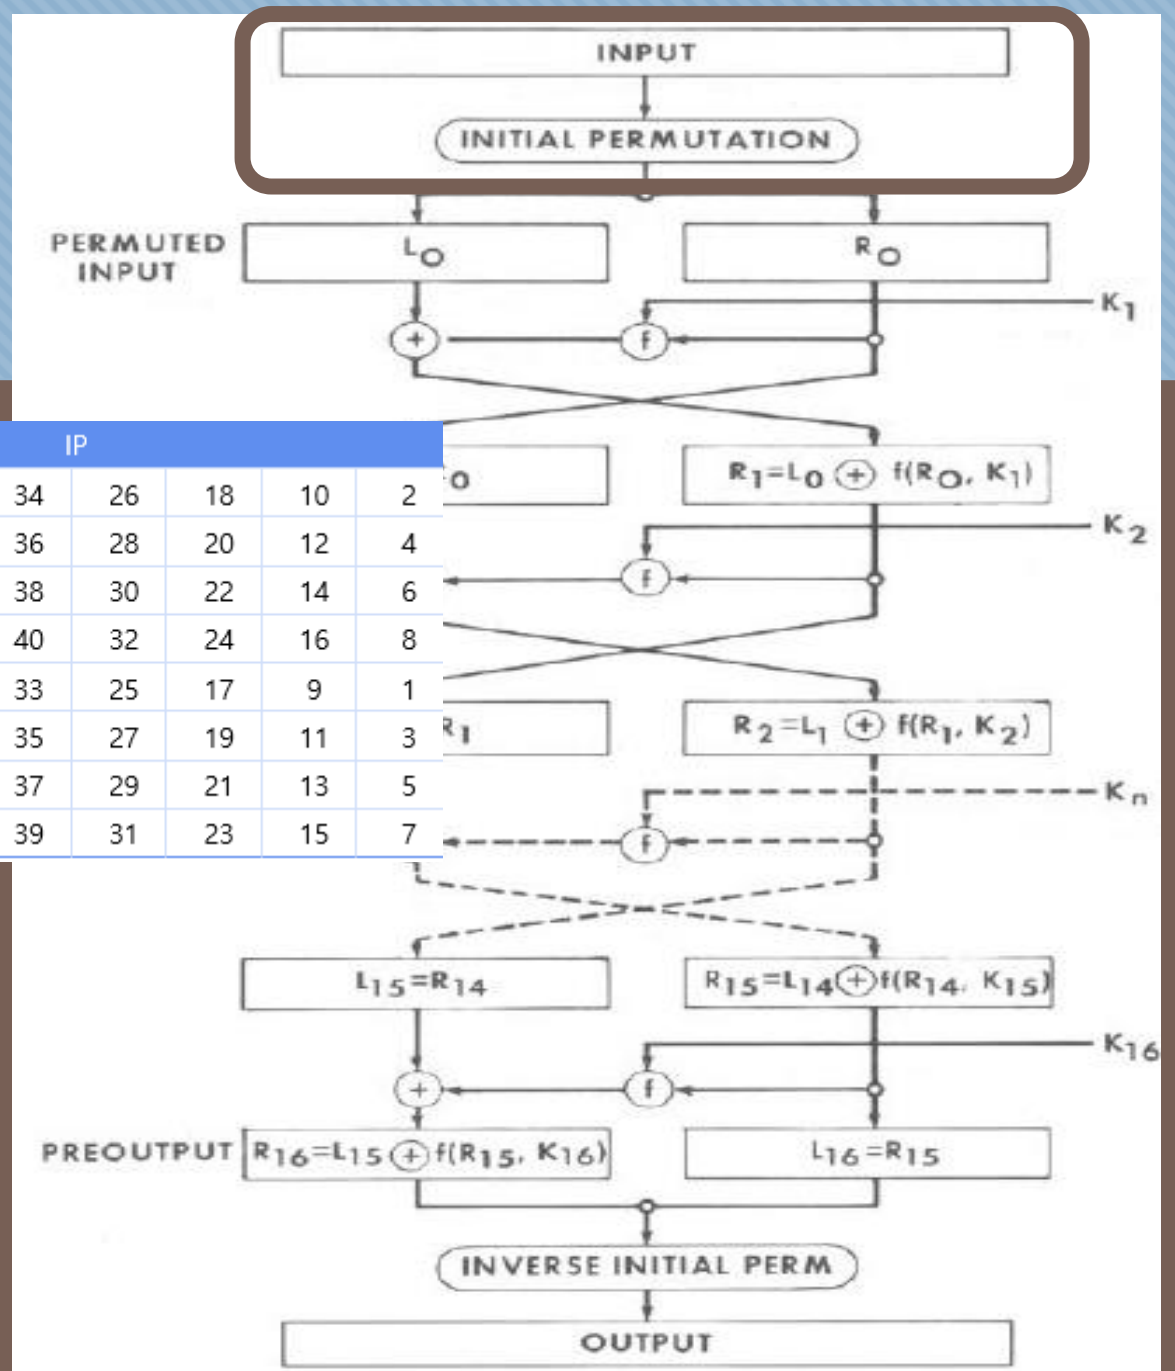 INPUT
INITIAL PERMUTATION
PERMUTED
INPUT
L0
R0
K1
+
f
IP
34 26 18 10 2
36 28 20 12 4
38 30 22 14 6
40 32 24 16 8
33 25 17 9 1
35 27 19 11 3
37 29 21 13 5
39 31 23 15 7
0
R1=L0 ⊕ f(R0, K1)
K2
f
R1
R2=L1 ⊕ f(R1, K2)
Kn
f
L15=R14
R15=L14⊕f(R14, K15)
K16
+
f
PREOUTPUT
R16=L15⊕f(R15, K16)
L16=R15
INVERSE INITIAL PERM
OUTPUT